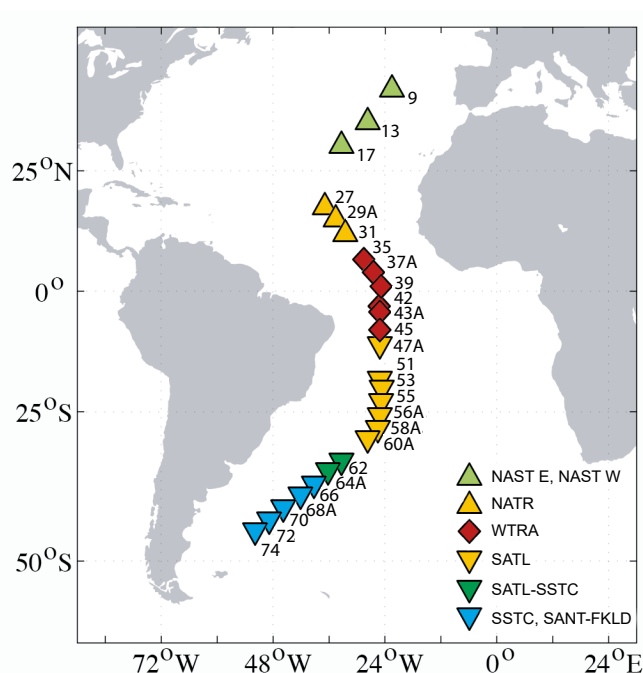 9
13
17
25°N
27
29A
31
35
37A
39
0°
42
43A
45
47A
51
53
55
25°S
56A
58A
60A
62
64A
66
68A
70
72
74
50°S
NAST E, NAST W
NATR
WTRA
SATL
SATL-SSTC
SSTC, SANT-FKLD
72°W 48°W 24°W 0° 24°E